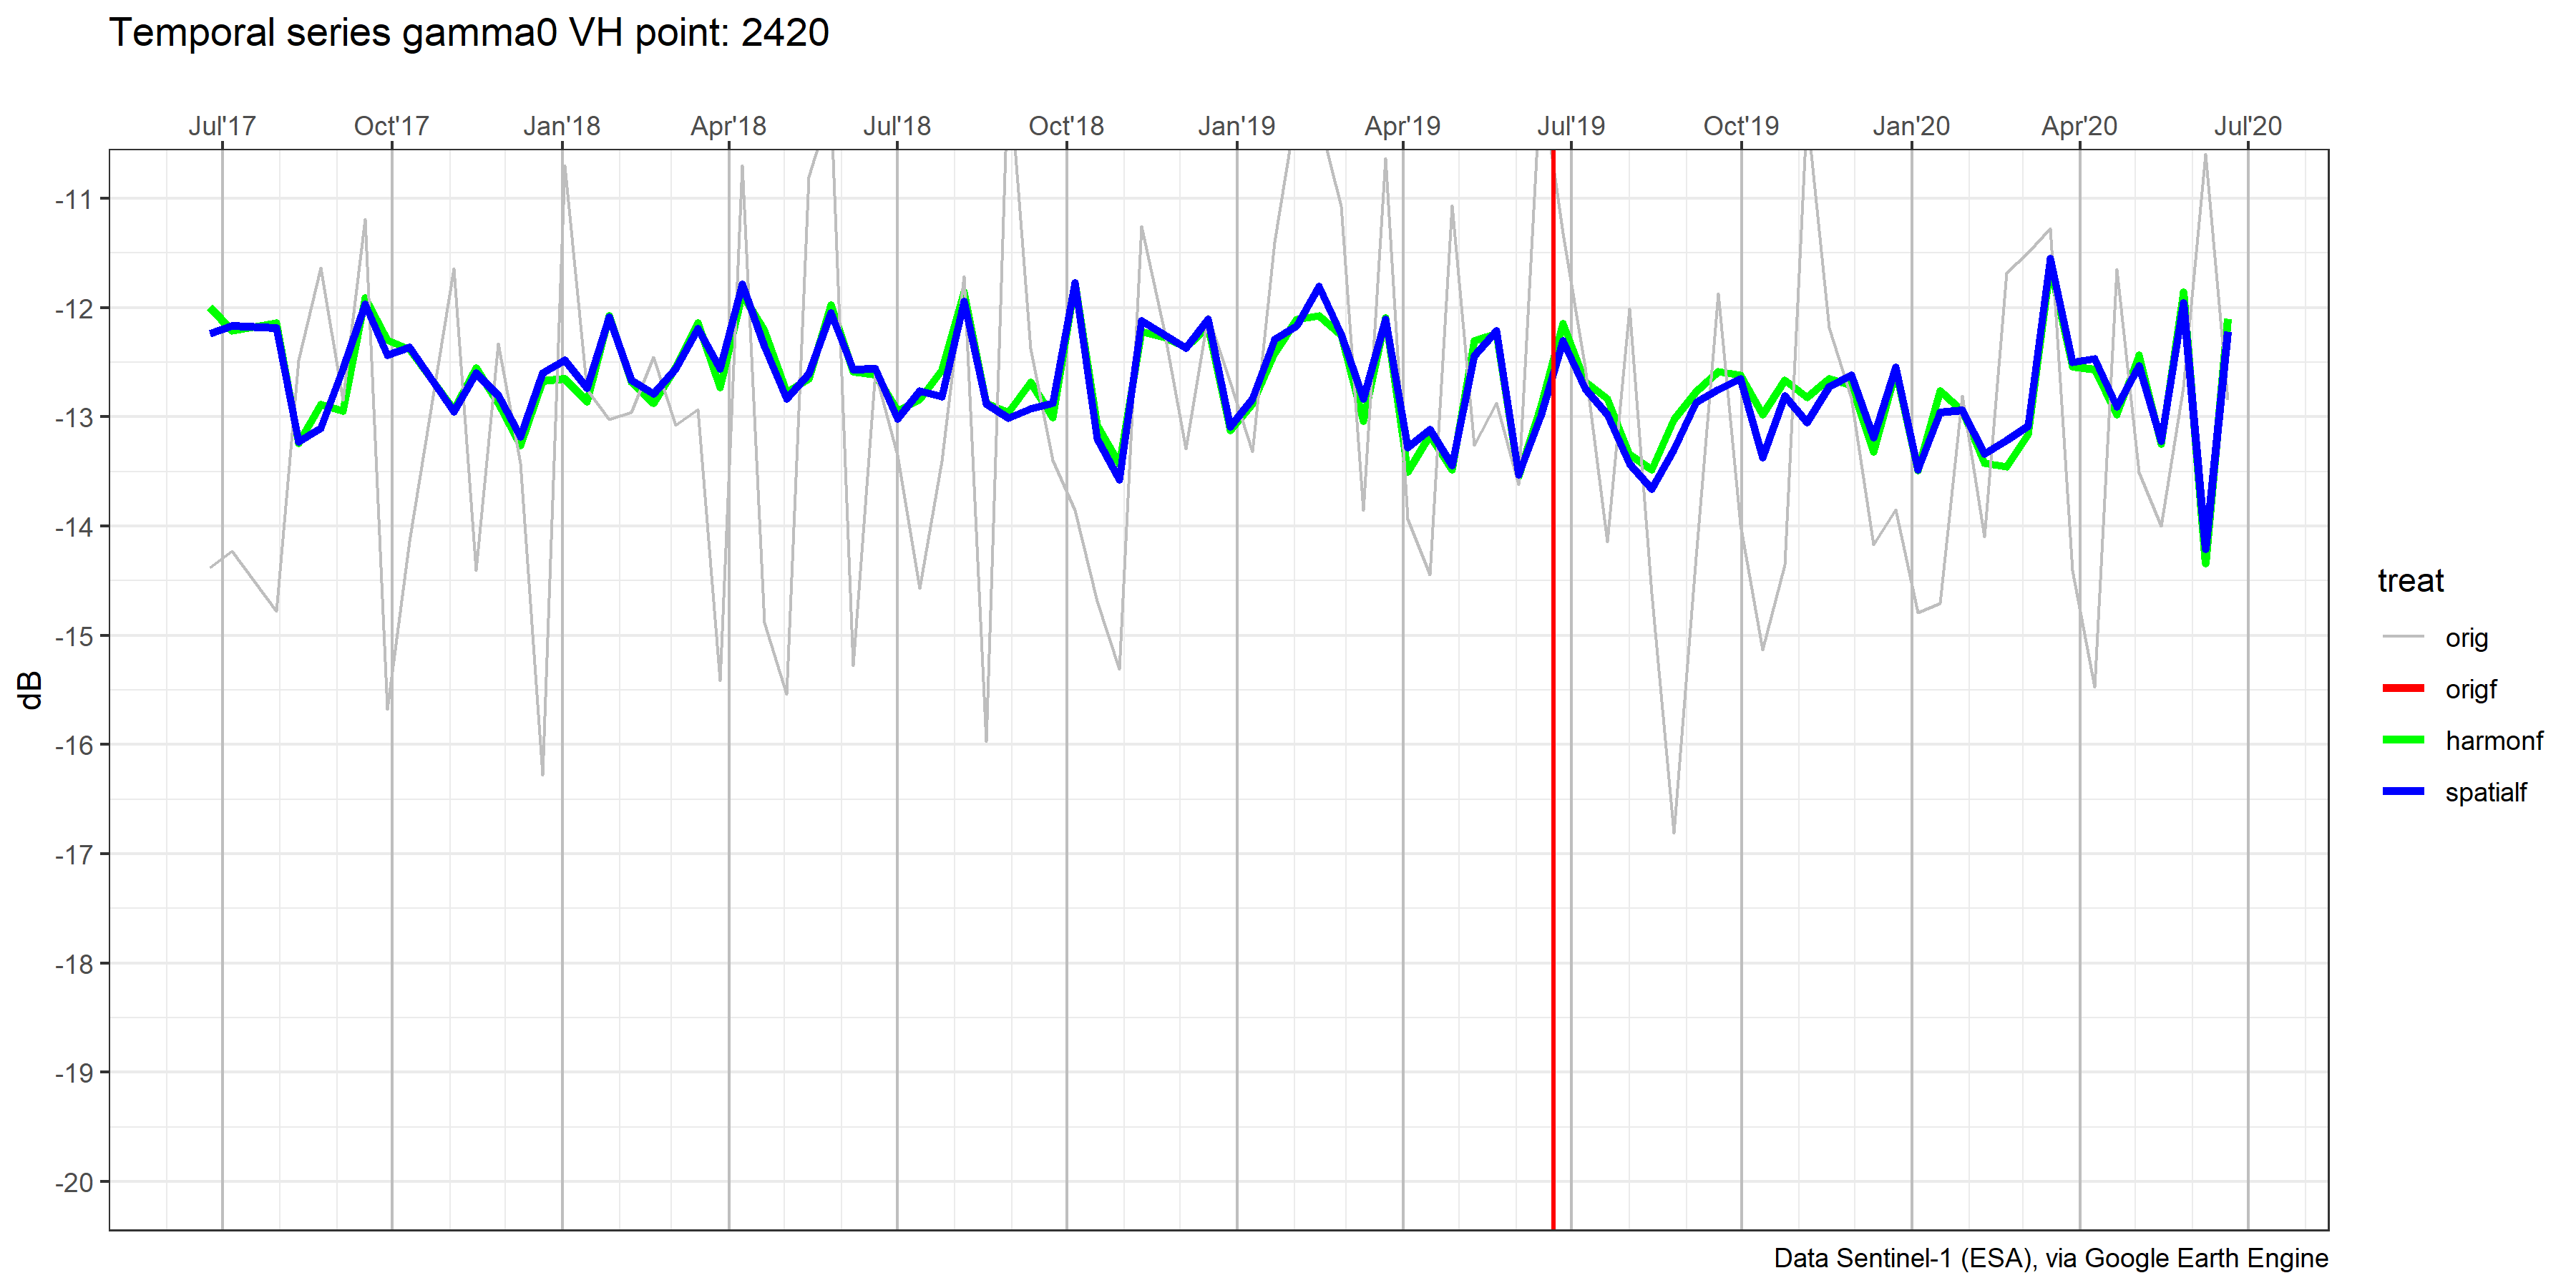 Temporal series gamma0 VH point: 2420
Jul'17 Oct'17 Jan'18 Apr'18 Jul'18 Oct'18 Jan'19 Apr'19 Jul'19 Oct'19 Jan'20 Apr'20 Jul'20
-11
-12
-13
-14
-15
-16
-17
-18
-19
-20
dB
treat
orig
origf
harmonf
spatialf
Data Sentinel-1 (ESA), via Google Earth Engine